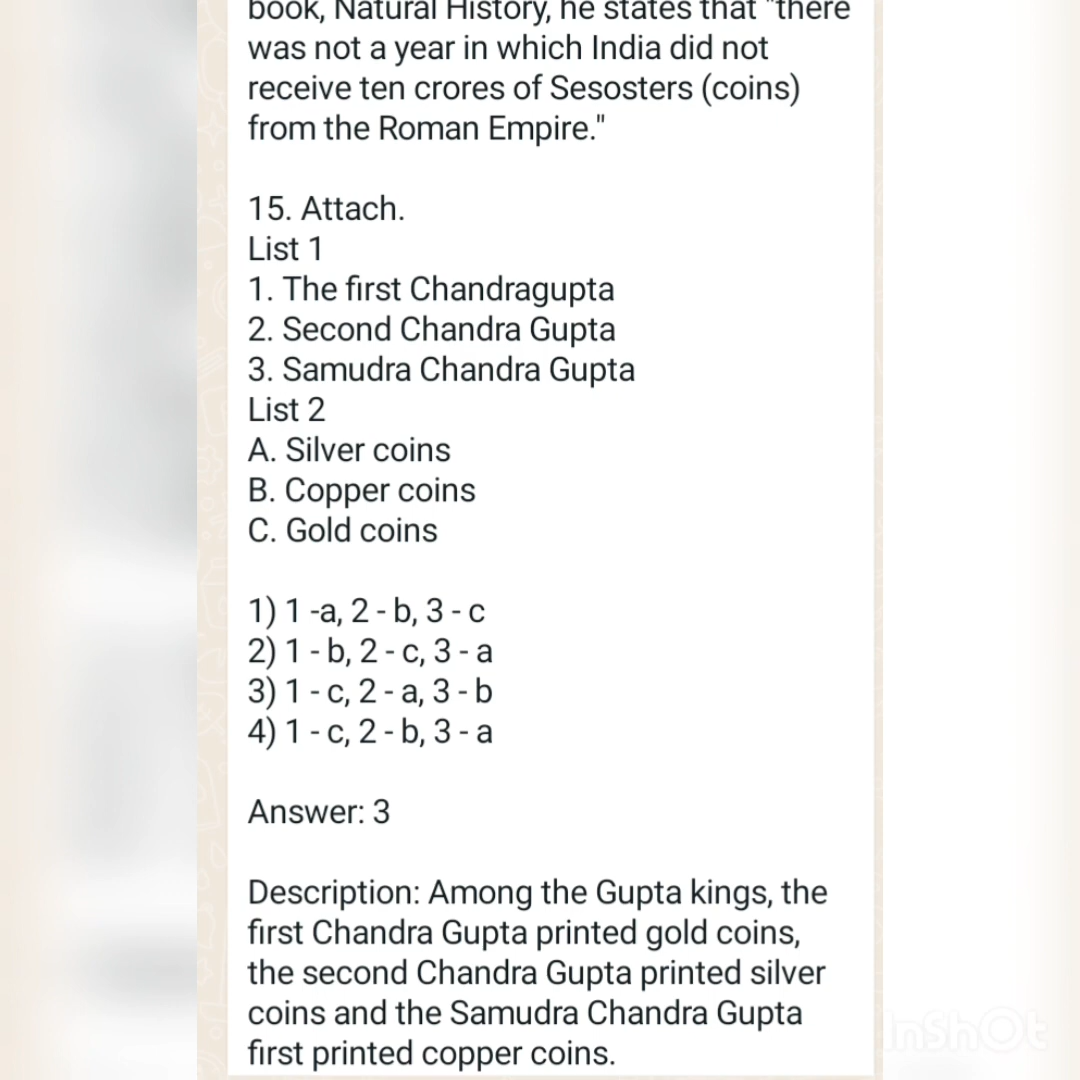 book, Natural History, he states that "there
was not a year in which India did not
receive ten crores of Sesosters (coins)
from the Roman Empire."
15. Attach.
List 1
1. The first Chandragupta
2. Second Chandra Gupta
3. Samudra Chandra Gupta
List 2
A. Silver coins
B. Copper coins
C. Gold coins
1) 1 -a, 2 - b, 3 - c
2) 1 - b, 2 - c, 3 - a
3) 1 - c, 2 - a, 3 - b
4) 1 - c, 2 - b, 3 - a
Answer: 3
Description: Among the Gupta kings, the
first Chandra Gupta printed gold coins,
the second Chandra Gupta printed silver
coins and the Samudra Chandra Gupta
first printed copper coins.
InShOt